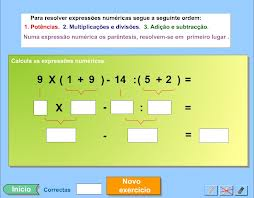 Para resolver expressões numéricas segue a seguinte ordem:
1. Potências. 2. Multiplicações e divisões. 3. Adição e subtracção.
Numa expressão numérica os parêntesis, resolvem-se em primeiro lugar.
Calcula as expressões numéricas
9 X ( 1 + 9 ) - 14 :( 5 + 2 ) =
X - : =
- =
Início Correctas Novo
exercício